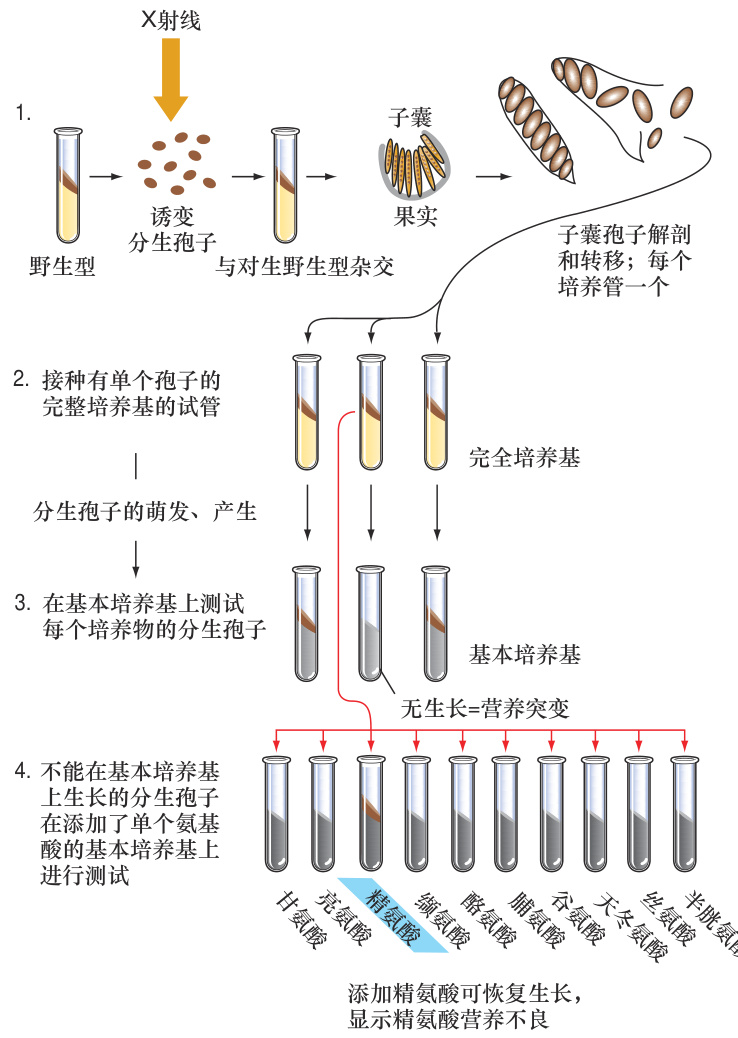 X射线
1.
子囊
诱变
分生孢子
果实
野生型
与对生野生型杂交
子囊孢子解剖
和转移；每个
培养管一个
2. 接种有单个孢子的
完整培养基的试管
完全培养基
分生孢子的萌发、产生
3. 在基本培养基上测试
每个培养物的分生孢子
基本培养基
无生长=营养突变
4. 不能在基本培养基
上生长的分生孢子
在添加了单个氨基
酸的基本培养基上
进行测试
甘氨酸
亮氨酸
精氨酸
缬氨酸
酪氨酸
脯氨酸
谷氨酸
天冬氨酸
丝氨酸
半胱氨酸
添加精氨酸可恢复生长，
显示精氨酸营养不良